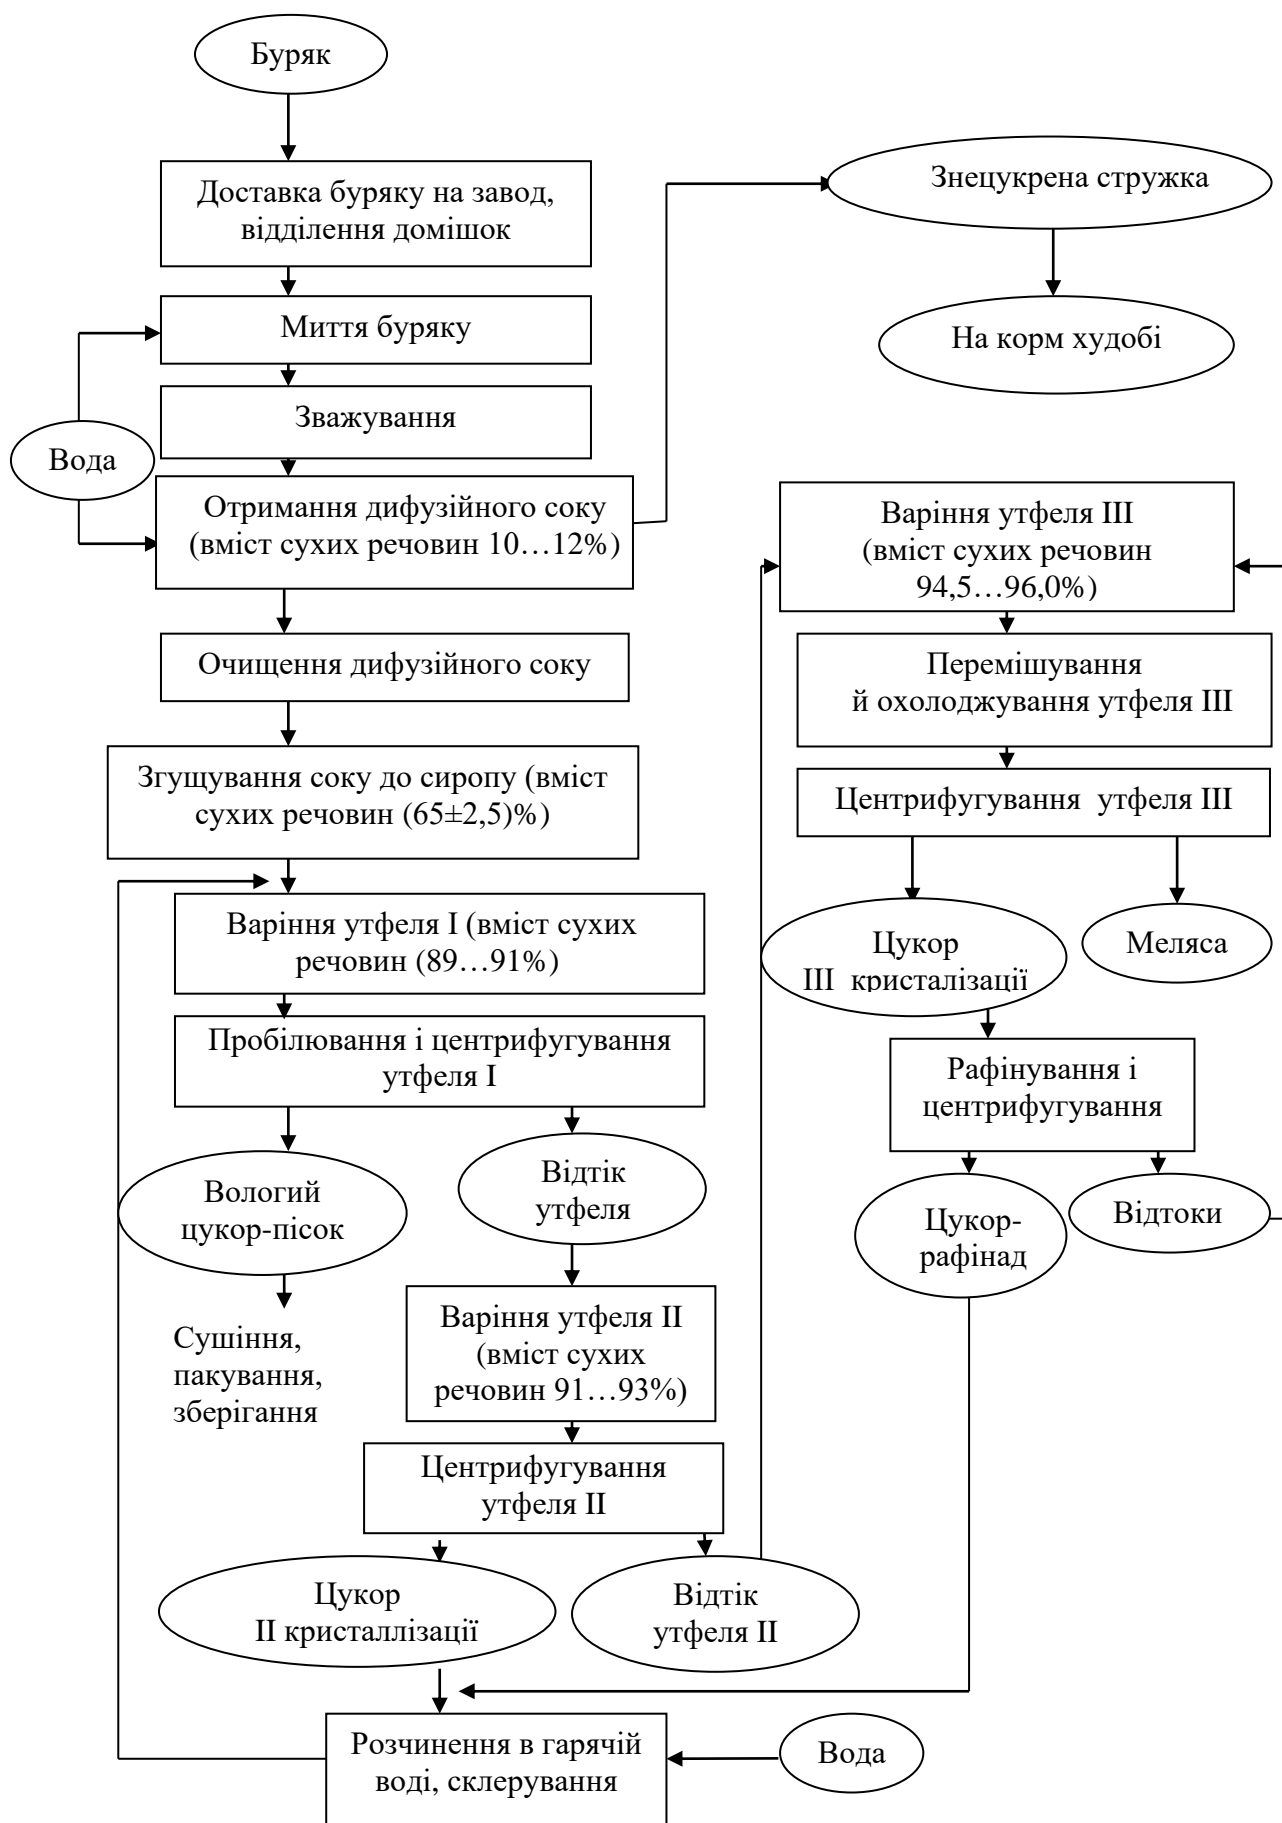 Буряк
Доставка буряку на завод,
відділення домішок
Миття буряку
Зважування
Вода
Отримання дифузійного соку
(вміст сухих речовин 10…12%)
Очищення дифузійного соку
Згущування соку до сиропу (вміст
сухих речовин (65±2,5)%)
Варіння утфеля I (вміст сухих
речовин (89…91%)
Пробілювання і центрифугування
утфеля I
Вологий
цукор-пісок
Відтік
утфеля
Сушіння,
пакування,
зберігання
Варіння утфеля II
(вміст сухих
речовин 91…93%)
Центрифугування
утфеля II
Цукор
II кристаллізації
Відтік
утфеля II
Розчинення в гарячій
воді, склерування
Вода
Знецукрена стружка
На корм худобі
Варіння утфеля III
(вміст сухих речовин
94,5…96,0%)
Перемішування
й охолоджування утфеля III
Центрифугування утфеля III
Цукор
III кристалізації
Меляса
Рафінування і
центрифугування
Цукор-
рафінад
Відтоки